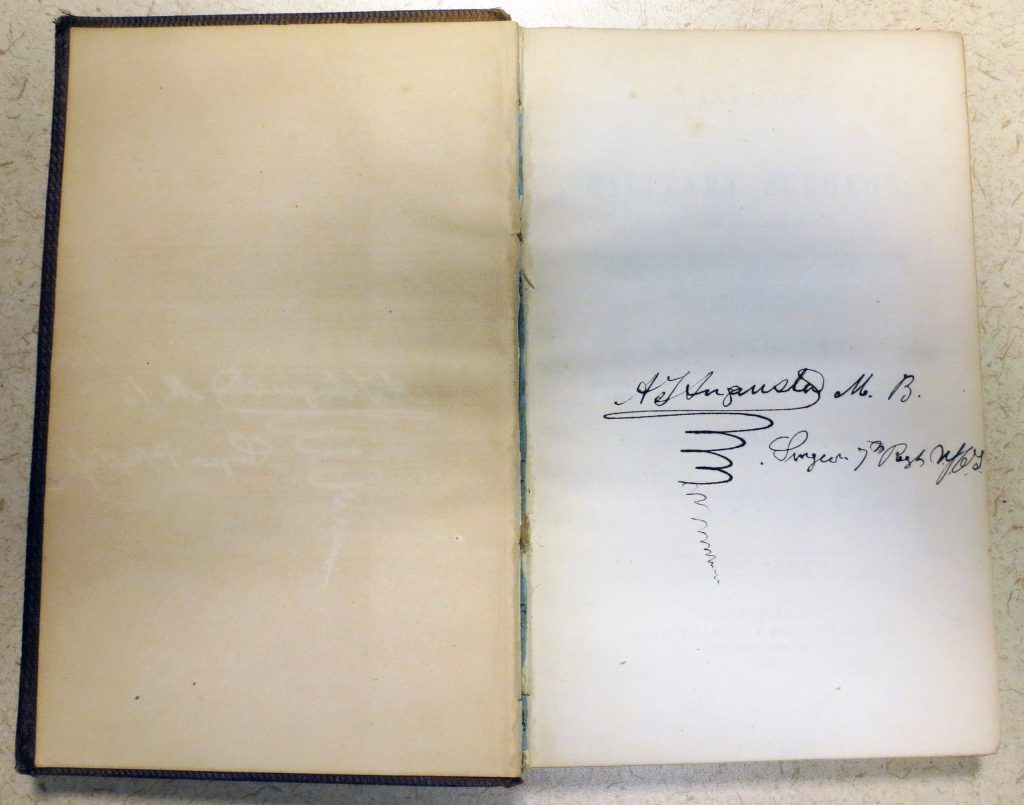 A T Augusta M. B.
Surgeon 7th Regt U.S.C.T.